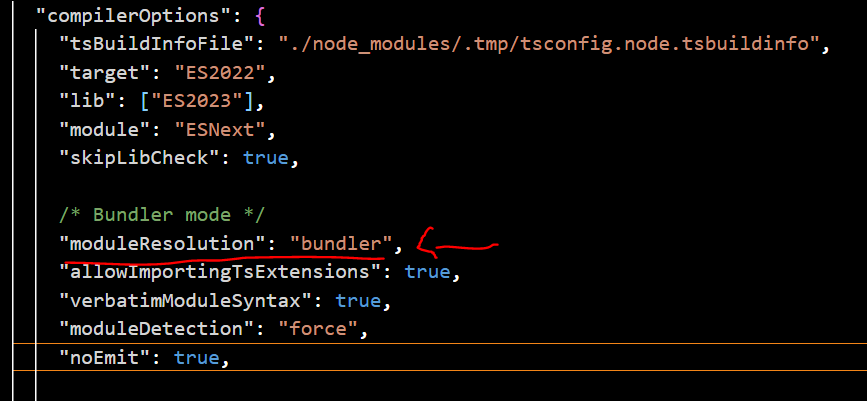 "compilerOptions": {
"tsBuildInfoFile": "./node_modules/.tmp/tsconfig.node.tsbuildinfo",
"target": "ES2022",
"lib": ["ES2023"],
"module": "ESNext",
"skipLibCheck": true,
/* Bundler mode */
"moduleResolution": "bundler",
"allowImportingTsExtensions": true,
"verbatimModuleSyntax": true,
"moduleDetection": "force",
"noEmit": true,